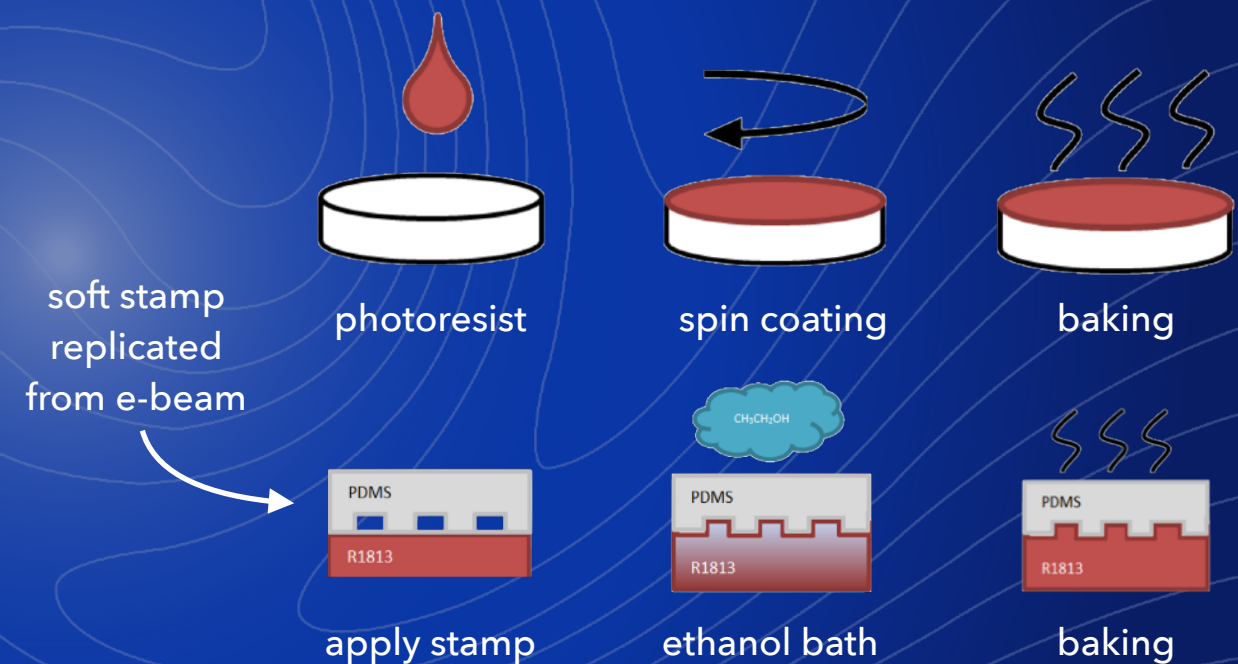 photoresist
spin coating
baking
soft stamp
replicated
from e-beam
CH₃CH₂OH
PDMS
R1813
PDMS
R1813
PDMS
R1813
apply stamp
ethanol bath
baking